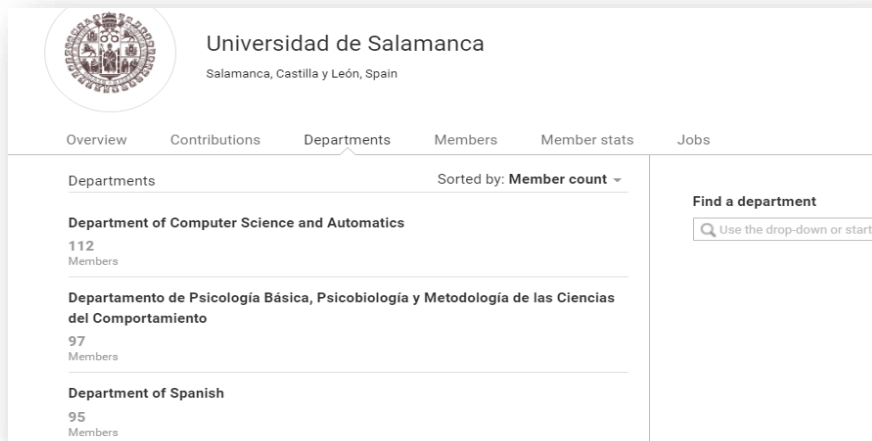 Universidad de Salamanca
Salamanca, Castilla y León, Spain
Overview Contributions Departments Members Member stats Jobs
Departments Sorted by: Member count
Department of Computer Science and Automatics
112
Members
Departamento de Psicología Básica, Psicobiología y Metodología de las Ciencias
del Comportamiento
97
Members
Department of Spanish
95
Members
Find a department
Use the drop-down or start